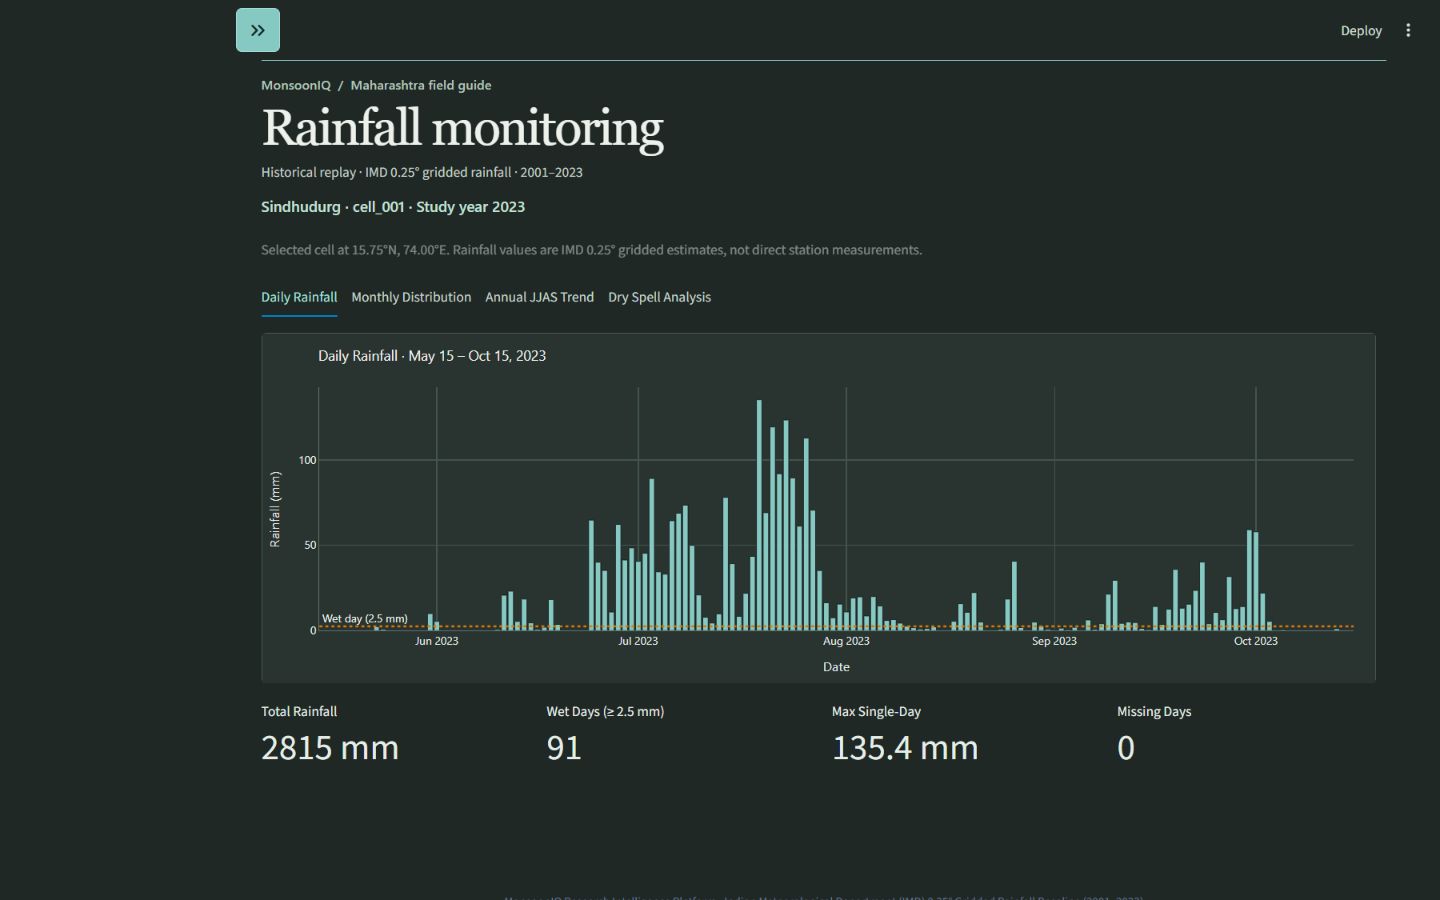 Deploy
MonsoonIQ / Maharashtra field guide
Rainfall monitoring
Historical replay · IMD 0.25° gridded rainfall · 2001–2023
Sindhudurg · cell_001 · Study year 2023
Selected cell at 15.75°N, 74.00°E. Rainfall values are IMD 0.25° gridded estimates, not direct station measurements.
Daily Rainfall Monthly Distribution Annual JJAS Trend Dry Spell Analysis
Daily Rainfall · May 15 – Oct 15, 2023
Rainfall (mm)
100
50
0
Wet day (2.5 mm)
Jun 2023 Jul 2023 Aug 2023 Sep 2023 Oct 2023
Date
Total Rainfall Wet Days (≥ 2.5 mm) Max Single-Day Missing Days
2815 mm 91 135.4 mm 0